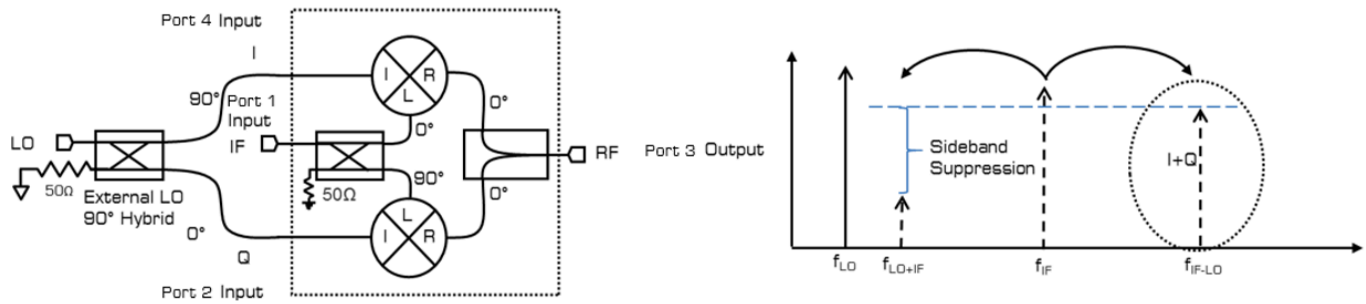 Port 4 Input
I
90°
Port 1
Input
LO
IF
50Ω
External LO
90° Hybrid
0°
Q
Port 2 Input
50Ω
I
R
L
0°
90°
L
I
R
0°
0°
RF
Port 3 Output
Sideband
Suppression
I+Q
fLO
fLO+IF
fIF
fIF-LO